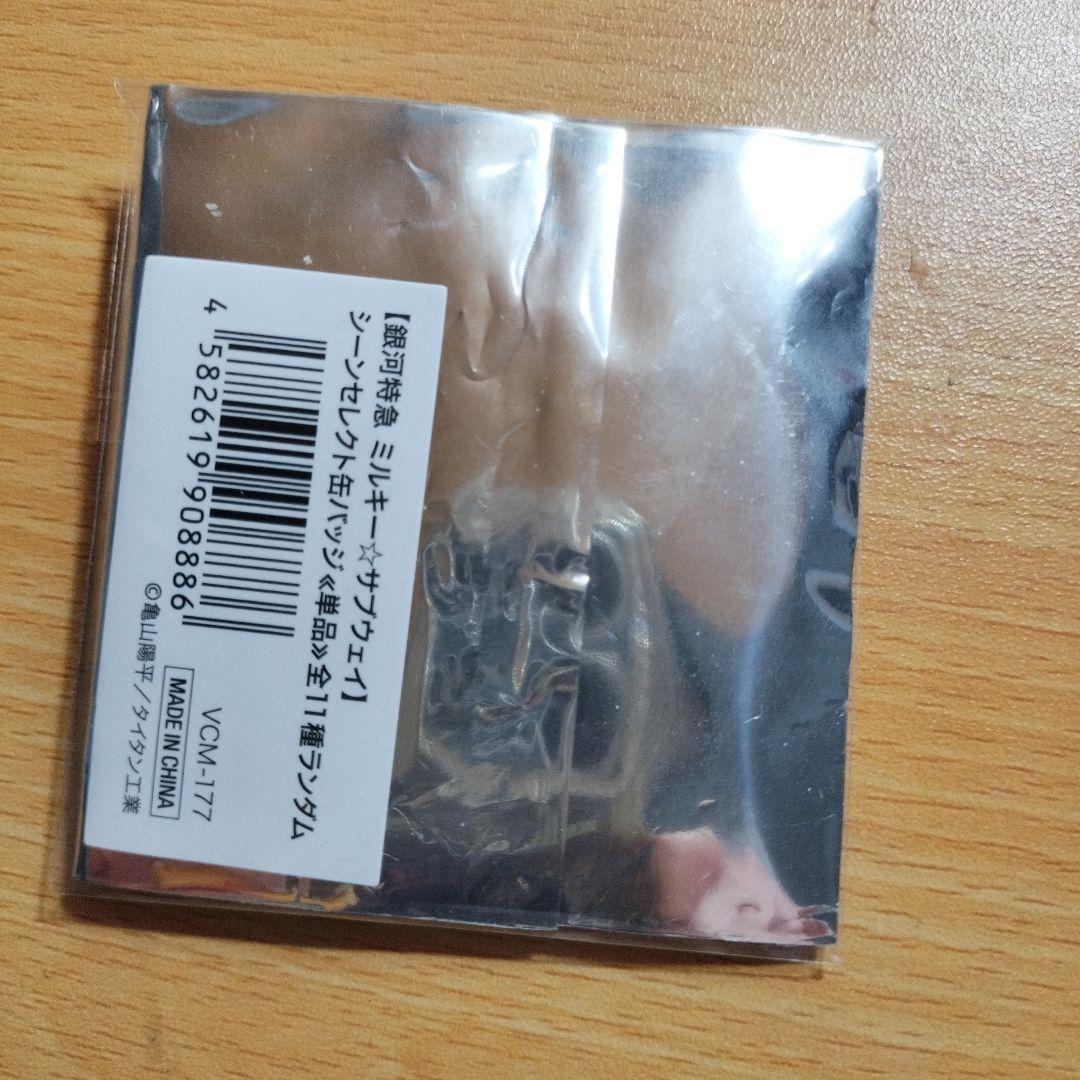 【銀河特急 ミルキー☆サブウェイ】
シーンセレクト缶バッジ≪単品≫全11種ランダム
4 582619 908886
VCM-177
MADE IN CHINA
©亀山陽平/タイタン工業